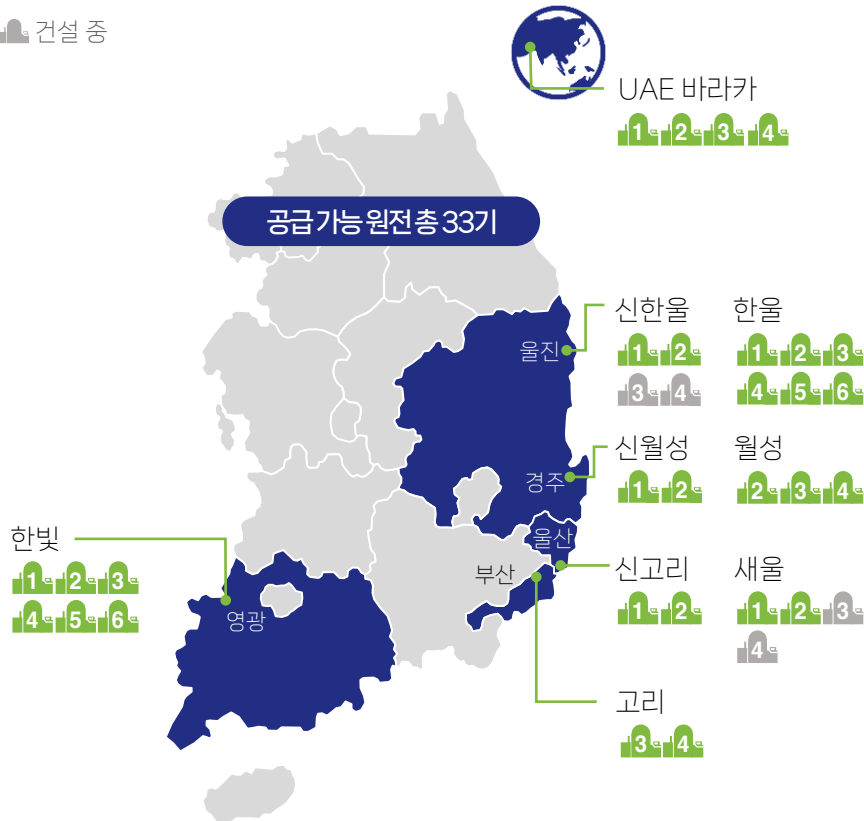 건설 중
UAE 바라카
1 2 3 4
공급 가능 원전 총 33기
신한울
1 2
3 4
한울
1 2 3
4 5 6
울진
신월성
1 2
월성
2 3 4
경주
한빛
1 2 3
4 5 6
영광
울산
부산
신고리
1 2
새울
1 2 3
4
고리
3 4